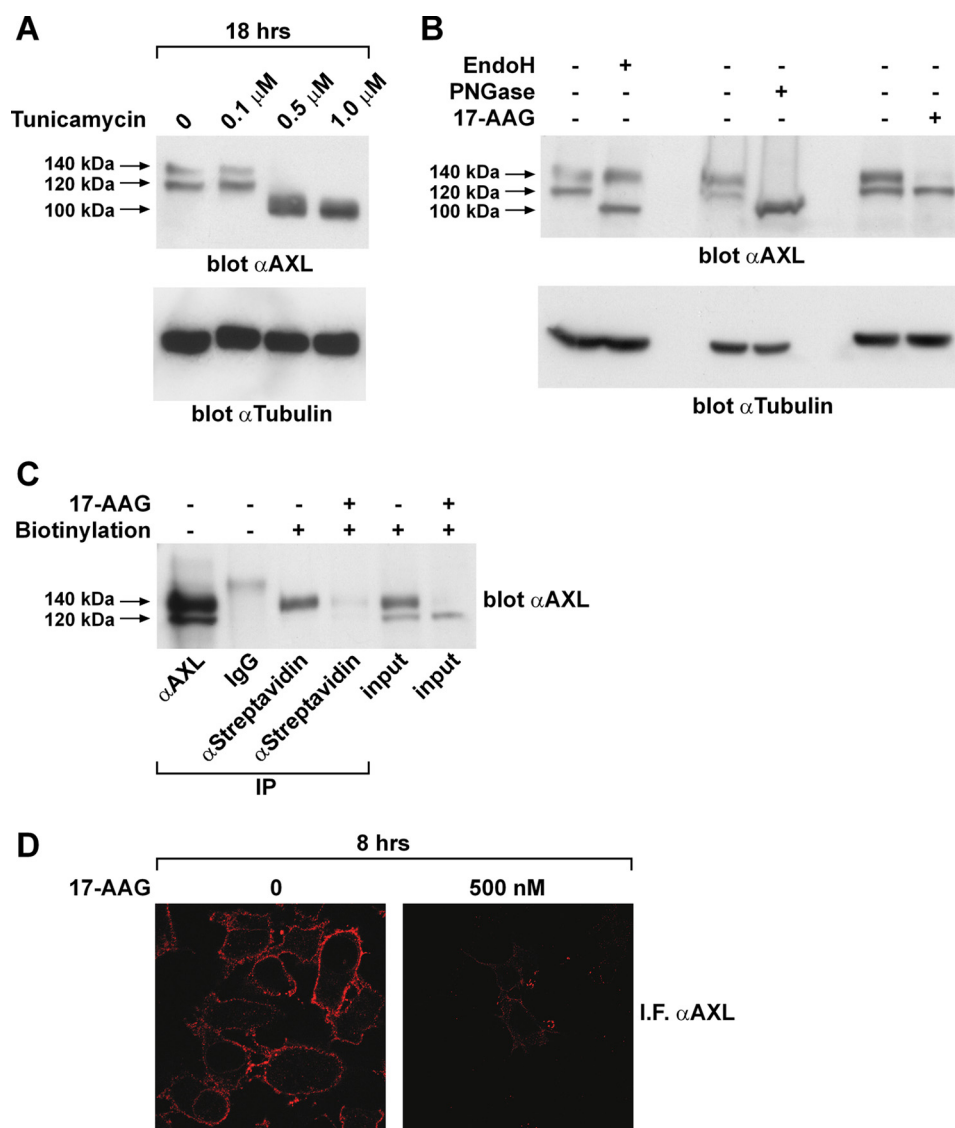 A
18 hrs
Tunicamycin 0 0.1 μM 0.5 μM 1.0 μM
140 kDa
120 kDa
100 kDa
blot αAXL
blot αTubulin
B
EndoH - + - - - -
PNGase - - - + - -
17-AAG - - - - - +
140 kDa
120 kDa
100 kDa
blot αAXL
blot αTubulin
C
17-AAG - - - + - +
Biotinylation - - + + + +
140 kDa
120 kDa
blot αAXL
αAXL IgG αStreptavidin αStreptavidin input input
IP
D
8 hrs
17-AAG 0 500 nM
I.F. αAXL